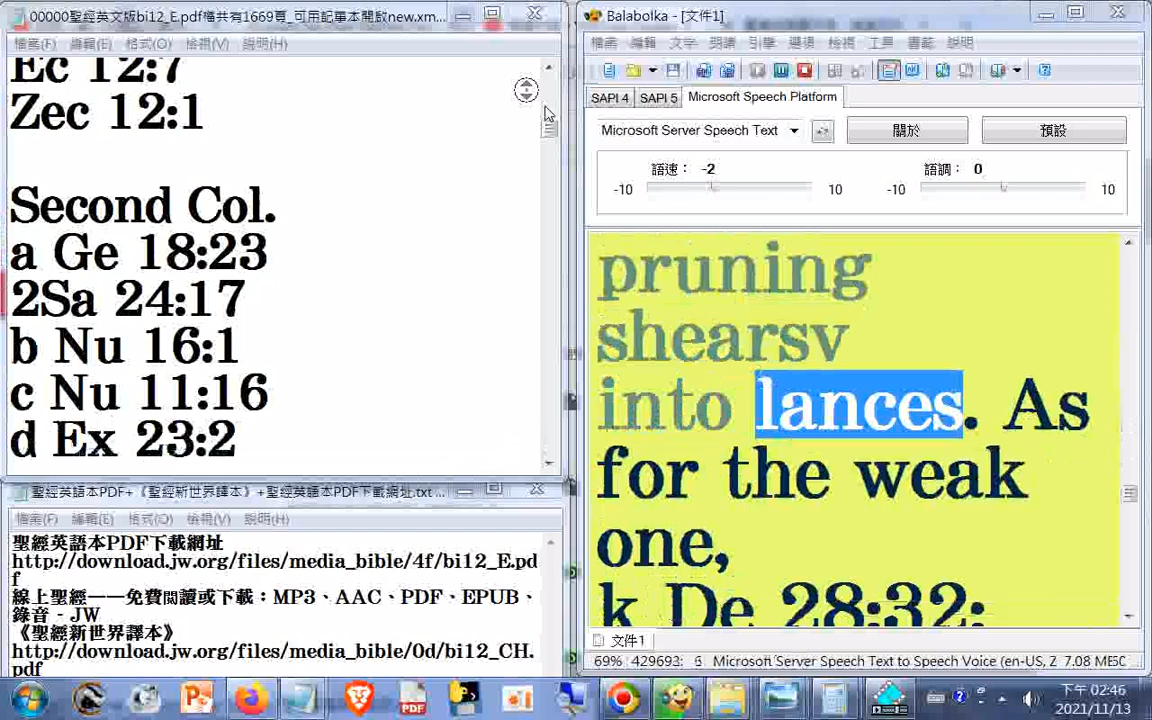 00000聖經英文版bi12_E.pdf檔共有1669頁_可用記事本開啟new.xm...
檔案(F) 編輯(E) 格式(O) 檢視(V) 說明(H)
Ec 12:7
Zec 12:1
Second Col.
a Ge 18:23
2Sa 24:17
b Nu 16:1
c Nu 11:16
d Ex 23:2
聖經英語本PDF+《聖經新世界譯本》+聖經英語本PDF下載網址.txt ...
檔案(F) 編輯(E) 格式(O) 檢視(V) 說明(H)
聖經英語本PDF下載網址
http://download.jw.org/files/media_bible/4f/bi12_E.pd
f
線上聖經——免費閱讀或下載：MP3、AAC、PDF、EPUB、
錄音 - JW
《聖經新世界譯本》
http://download.jw.org/files/media_bible/0d/bi12_CH.
pdf
Balabolka - [文件1]
檔案 編輯 文字 朗讀 引擎 選項 檢視 工具 書籤 說明
SAPI 4 SAPI 5 Microsoft Speech Platform
Microsoft Server Speech Text 關於 預設
語速： -2 語調： 0
-10 10 -10 10
pruning
shearsv
into lances. As
for the weak
one,
k De 28:32;
文件1
69% 429693: 6 Microsoft Server Speech Text to Speech Voice (en-US, Z 7.08 МБ
PDF
下午 02:46
2021/11/13